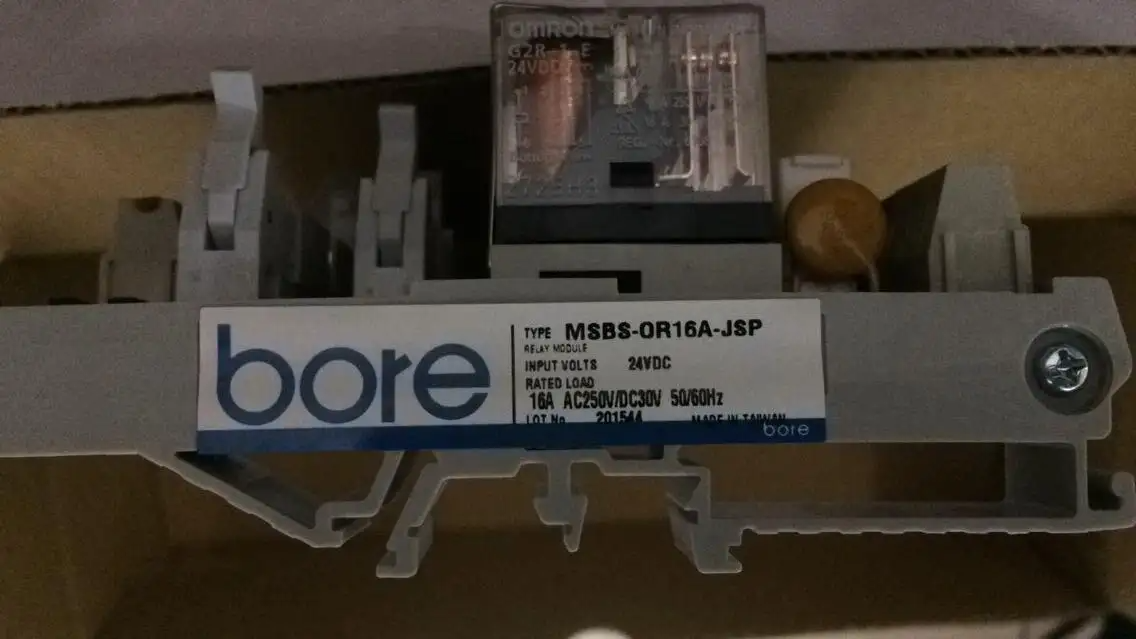 OMRON
G2R-1-E
24VDC
bore
TYPE MSBS-OR16A-JSP
RELAY MODULE
INPUT VOLTS 24VDC
RATED LOAD
16A AC250V/DC30V 50/60Hz
LOT No. 201544 MADE IN TAIWAN
bore